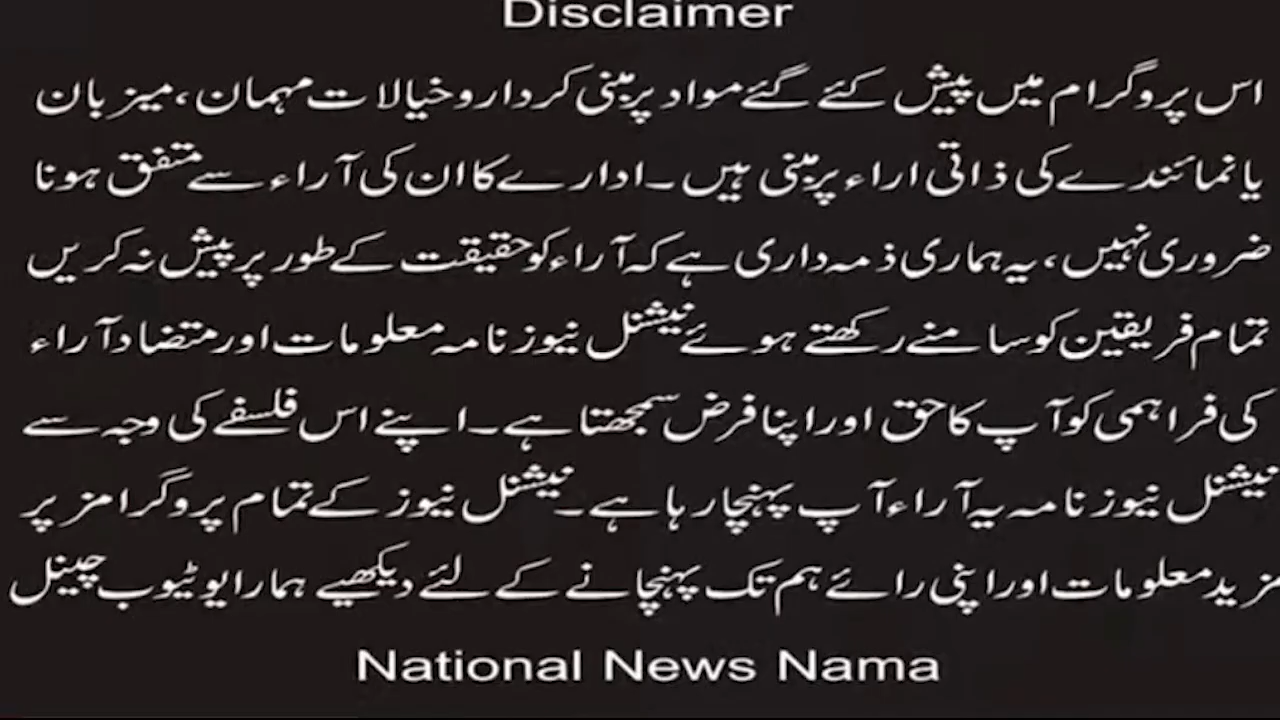 Disclaimer
اس پروگرام میں پیش کئے گئے مواد پر مبنی کردار و خیالات مہمان، میزبان
یا نمائندے کی ذاتی اراء پر مبنی ہیں۔ ادارے کا ان کی آراء سے متفق ہونا
ضروری نہیں، یہ ہماری ذمہ داری ہے کہ آراء کو حقیقت کے طور پر پیش نہ کریں
تمام فریقین کو سامنے رکھتے ہوئے نیشنل نیوز نامہ معلومات اور متضاد آراء
کی فراہمی کو آپ کا حق اور اپنا فرض سمجھتا ہے۔ اپنے اس فلسفے کی وجہ سے
نیشنل نیوز نامہ یہ آراء آپ پہنچا رہا ہے۔ نیشنل نیوز کے تمام پروگرامز پر
مزید معلومات اور اپنی رائے ہم تک پہنچانے کے لئے دیکھیے ہمارا یوٹیوب چینل
National News Nama